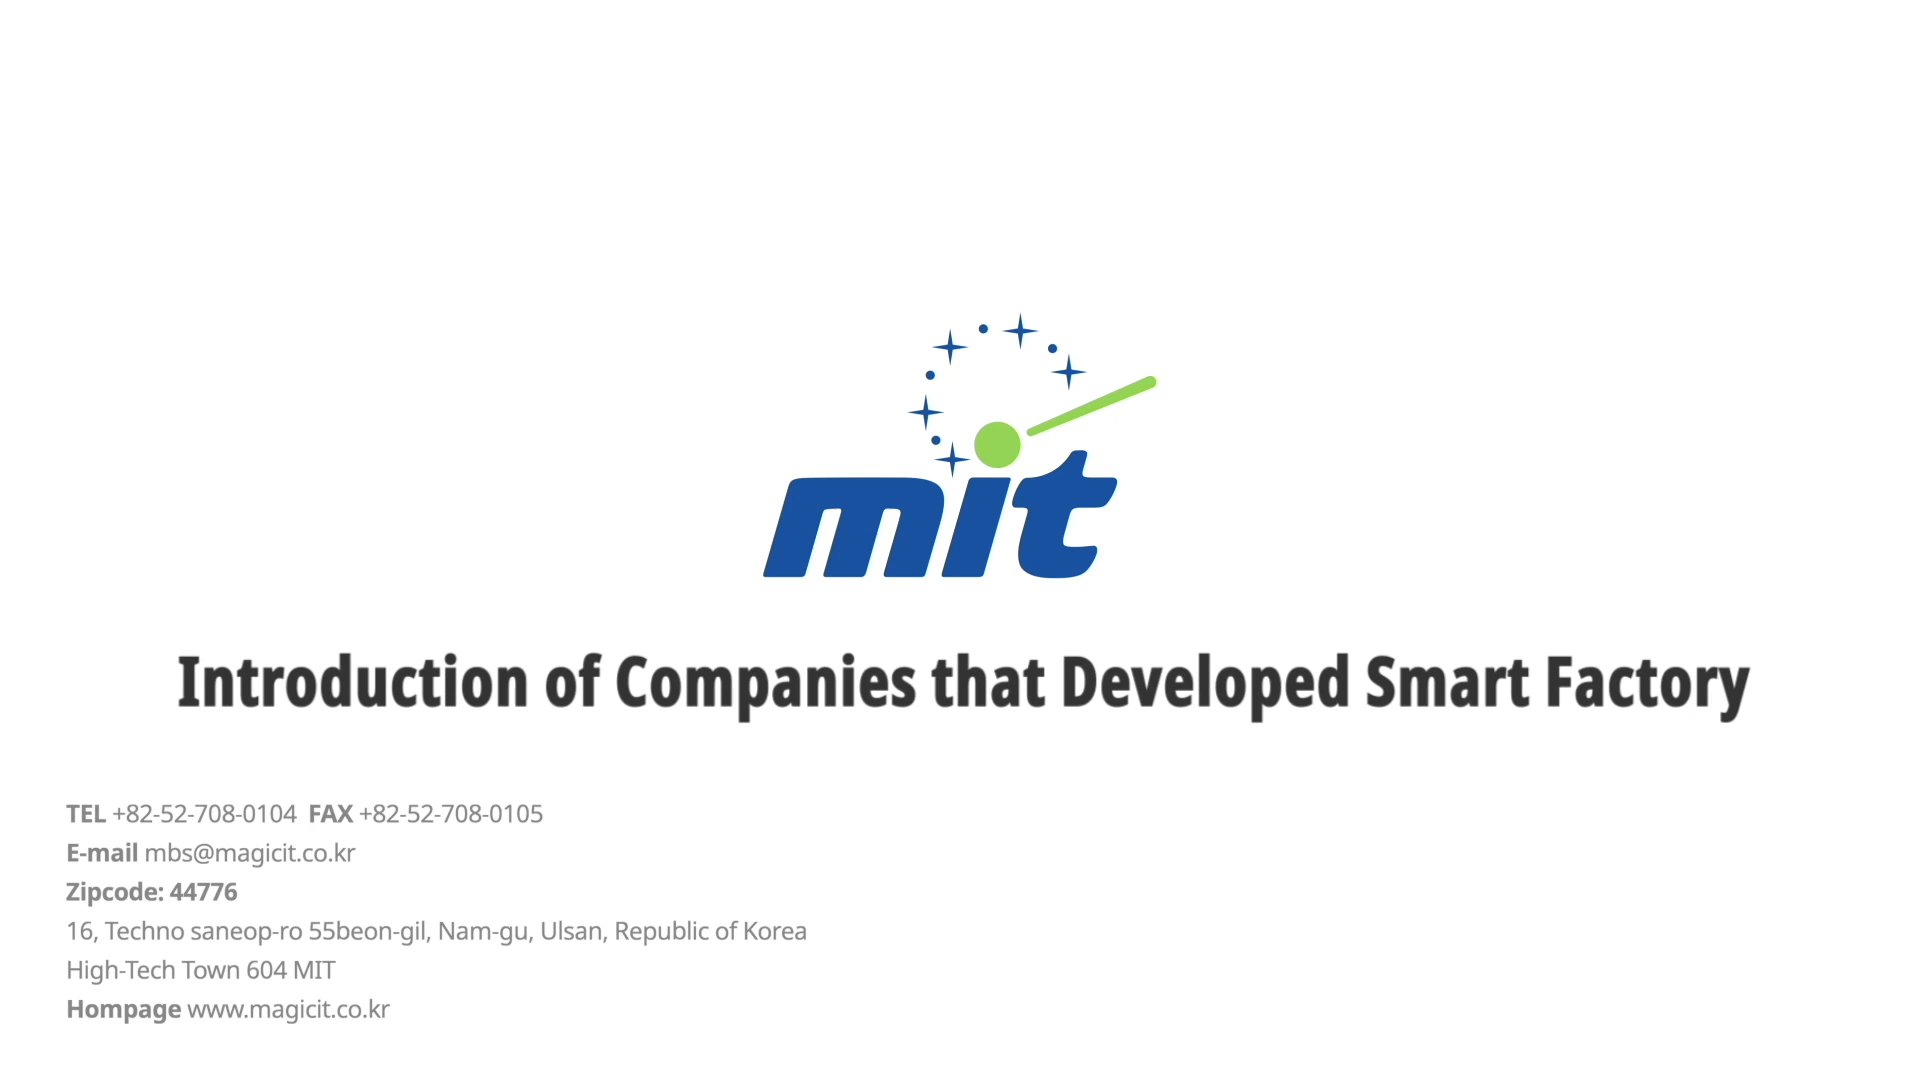 mit
Introduction of Companies that Developed Smart Factory
TEL +82-52-708-0104 FAX +82-52-708-0105
E-mail mbs@magicit.co.kr
Zipcode: 44776
16, Techno saneop-ro 55beon-gil, Nam-gu, Ulsan, Republic of Korea
High-Tech Town 604 MIT
Hompage www.magicit.co.kr